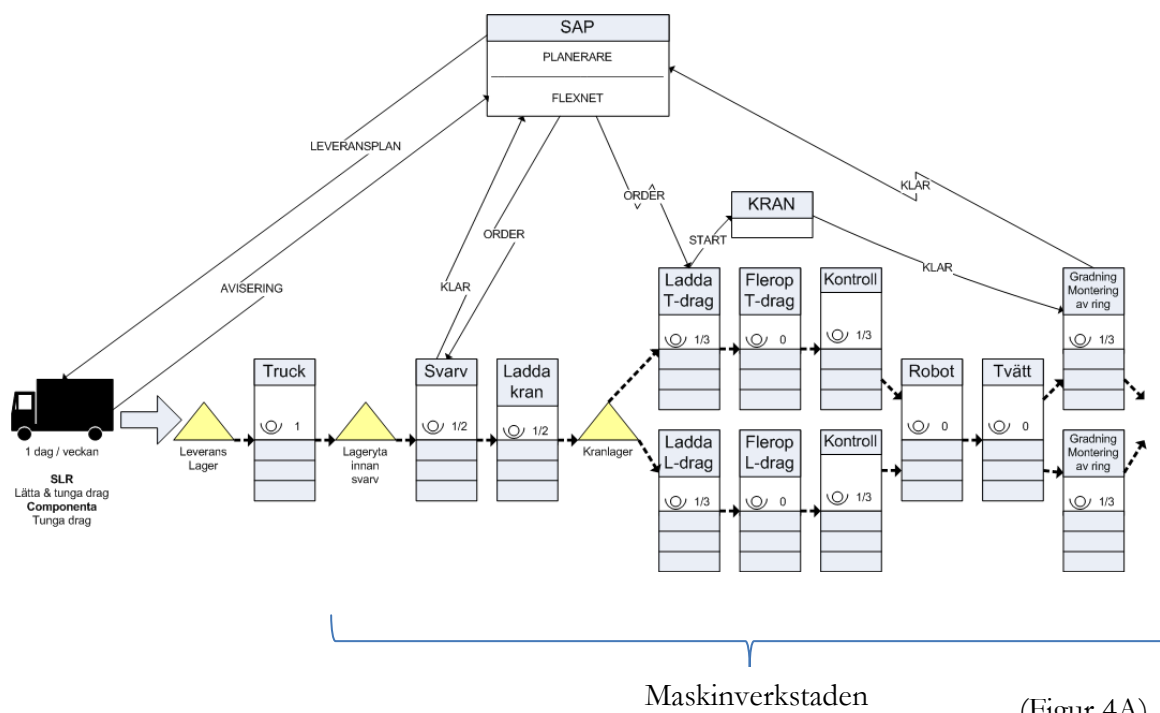 SAP
PLANERARE
FLEXNET
LEVERANSPLAN
AVISERING
KLAR
ORDER
ORDER
START
KRAN
KLAR
KLAR
1 dag / veckan
SLR
Lätta & tunga drag
Componenta
Tunga drag
Leverans
Lager
Truck
1
Lageryta
innan
svarv
Svarv
1/2
Ladda
kran
1/2
Kranlager
Ladda
T-drag
1/3
Flerop
T-drag
0
Kontroll
1/3
Ladda
L-drag
1/3
Flerop
L-drag
0
Kontroll
1/3
Robot
0
Tvätt
0
Gradning
Montering
av ring
1/3
Gradning
Montering
av ring
1/3
Maskinverkstaden
(Figur 4A)